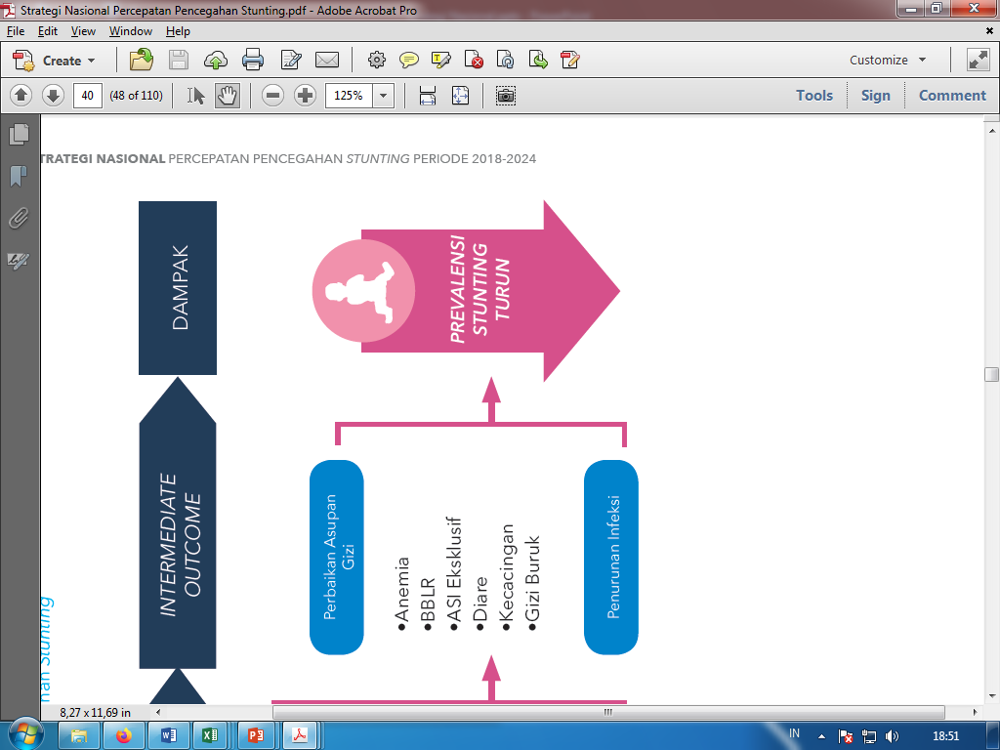 Strategi Nasional Percepatan Pencegahan Stunting.pdf - Adobe Acrobat Pro
File Edit View Window Help
Create Customize
40 (48 of 110) 125% Tools Sign Comment
TRATEGI NASIONAL PERCEPATAN PENCEGAHAN STUNTING PERIODE 2018-2024
DAMPAK
PREVALENSI
STUNTING
TURUN
INTERMEDIATE
OUTCOME
Perbaikan Asupan
Gizi
•Anemia
•BBLR
•ASI Eksklusif
•Diare
•Kecacingan
•Gizi Buruk
Penurunan Infeksi
nan Stunting
8,27 x 11,69 in
IN 18:51